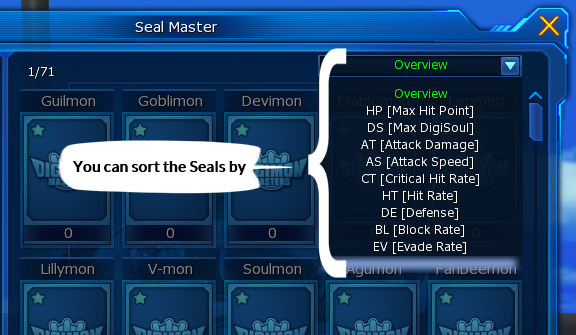 Seal Master
1/71
Overview
Overview
HP [Max Hit Point]
DS [Max DigiSoul]
AT [Attack Damage]
AS [Attack Speed]
CT [Critical Hit Rate]
HT [Hit Rate]
DE [Defense]
BL [Block Rate]
EV [Evade Rate]
You can sort the Seals by
Guilmon Goblimon Devimon
0 0 0
Lillymon V-mon Soulmon Agumon Fanbeemon